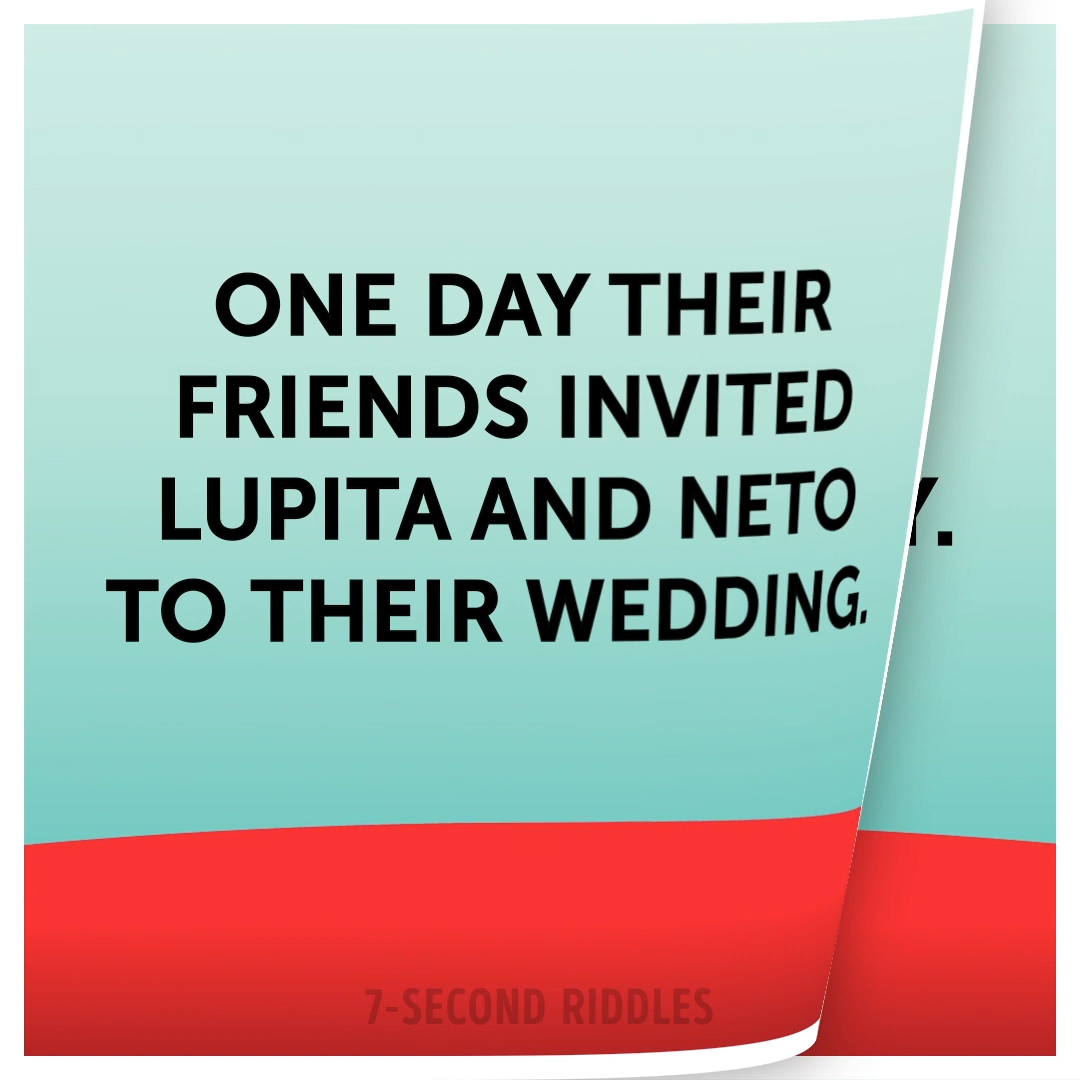 ONE DAY THEIR
FRIENDS INVITED
LUPITA AND NETO
TO THEIR WEDDING.
Y.
7-SECOND RIDDLES